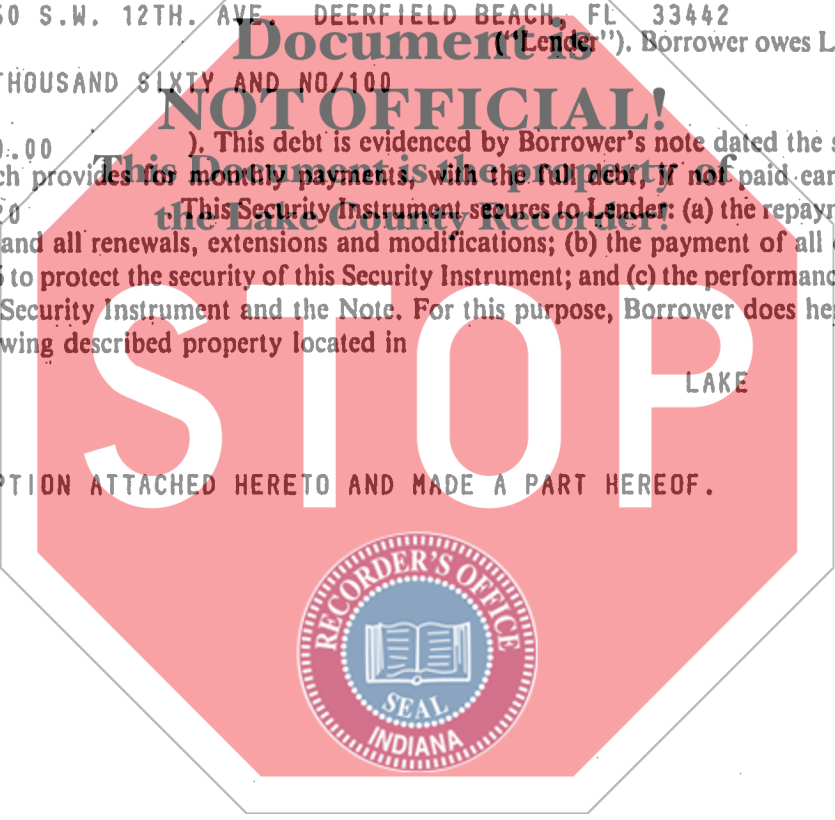 50 S.W. 12TH. AVE. DEERFIELD BEACH, FL 33442
Document is
("Lender"). Borrower owes L
THOUSAND SIXTY AND NO/100
NOT OFFICIAL!
0.00 ). This debt is evidenced by Borrower's note dated the s
This Document is the property of
ch provides for monthly payments, with the full debt, if not paid ear
the Lake County Recorder!
20 This Security Instrument secures to Lender: (a) the repaym
and all renewals, extensions and modifications; (b) the payment of all
to protect the security of this Security Instrument; and (c) the performanc
Security Instrument and the Note. For this purpose, Borrower does he
wing described property located in
LAKE
STOP
PTION ATTACHED HERETO AND MADE A PART HEREOF.
RECORDER'S OFFICE
SEAL
INDIANA